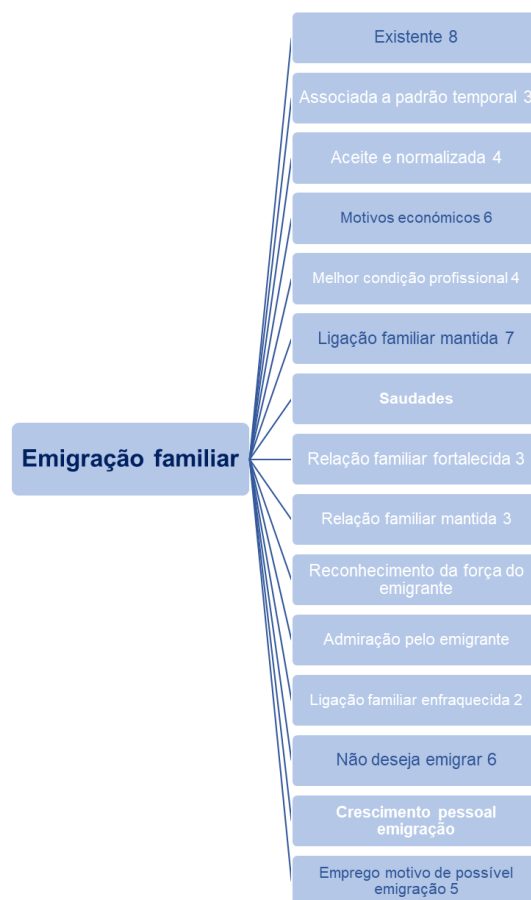 Existente 8
Associada a padrão temporal 3
Aceite e normalizada 4
Motivos económicos 6
Melhor condição profissional 4
Ligação familiar mantida 7
Saudades
Emigração familiar
Relação familiar fortalecida 3
Relação familiar mantida 3
Reconhecimento da força do
emigrante
Admiração pelo emigrante
Ligação familiar enfraquecida 2
Não deseja emigrar 6
Crescimento pessoal
emigração
Emprego motivo de possível
emigração 5